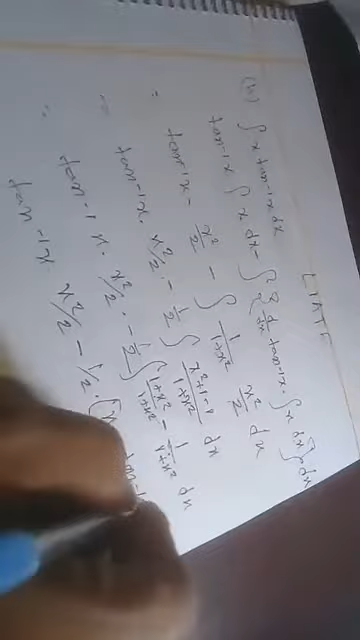 LIATE
(b) ∫ x tan-1x dx
tan-1x ∫ x dx - ∫ { d/dx tan-1x. ∫ x dx } dx
= tan-1x. x²/2 - ∫ 1/1+x² x²/2 dx
= tan-1x. x²/2 - 1/2 ∫ x²+1-1/1+x² dx
= tan-1x. x²/2 - 1/2 ∫ 1+x²/1+x² - 1/1+x² dx
tan-1x x²/2 - 1/2.